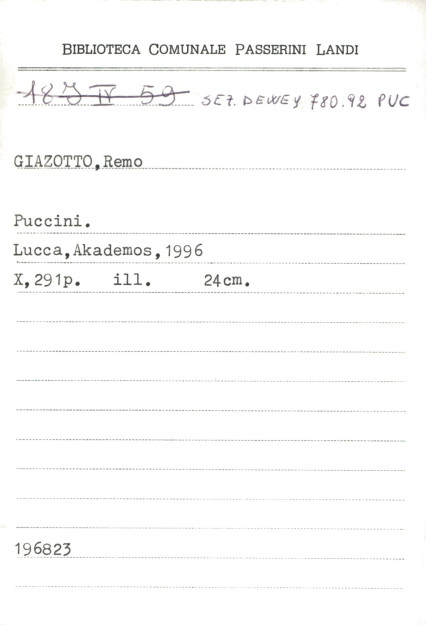 BIBLIOTECA COMUNALE PASSERINI LANDI
187 IV 59 SEZ. DEWEY 780.92 PUC
GIAZOTTO,Remo
Puccini.
Lucca,Akademos,1996
X,291p. ill. 24cm.
196823